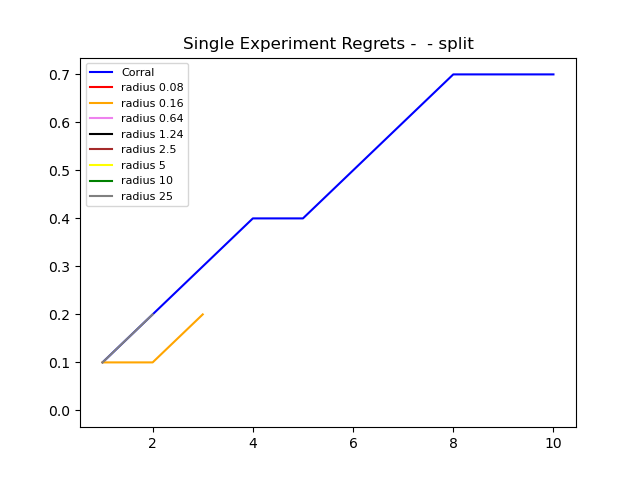 Single Experiment Regrets -  - split
Corral
radius 0.08
radius 0.16
radius 0.64
radius 1.24
radius 2.5
radius 5
radius 10
radius 25
0.7
0.6
0.5
0.4
0.3
0.2
0.1
0.0
2 4 6 8 10